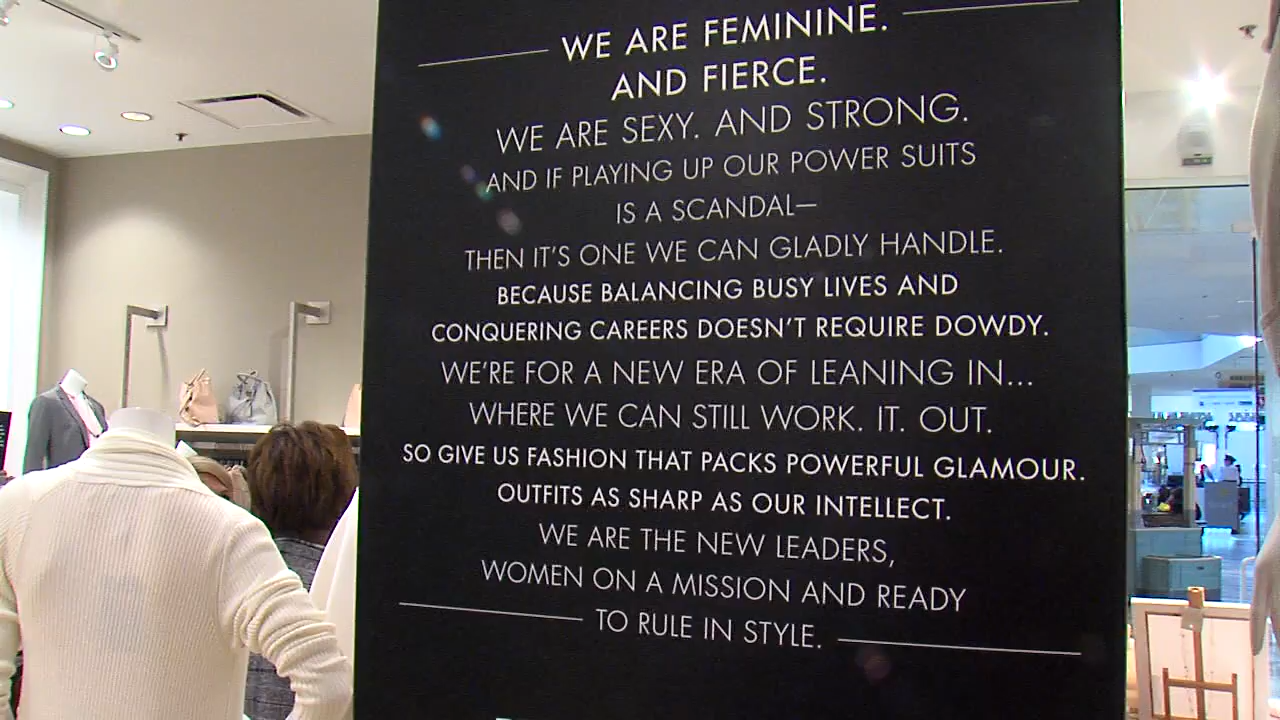 WE ARE FEMININE.
AND FIERCE.
WE ARE SEXY. AND STRONG.
AND IF PLAYING UP OUR POWER SUITS
IS A SCANDAL—
THEN IT'S ONE WE CAN GLADLY HANDLE.
BECAUSE BALANCING BUSY LIVES AND
CONQUERING CAREERS DOESN'T REQUIRE DOWDY.
WE'RE FOR A NEW ERA OF LEANING IN...
WHERE WE CAN STILL WORK. IT. OUT.
SO GIVE US FASHION THAT PACKS POWERFUL GLAMOUR.
OUTFITS AS SHARP AS OUR INTELLECT.
WE ARE THE NEW LEADERS,
WOMEN ON A MISSION AND READY
TO RULE IN STYLE.